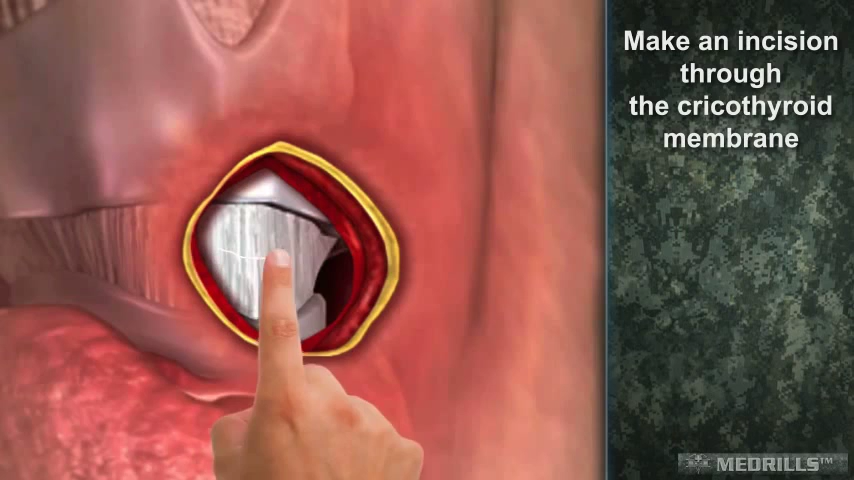 Make an incision
through
the cricothyroid
membrane
MEDRILLS™